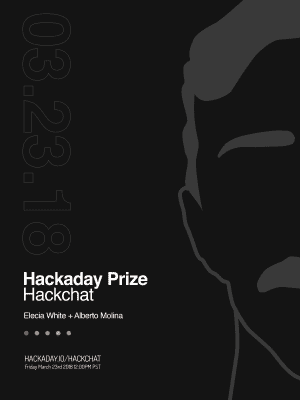 03.23.18
Hackaday Prize
Hackchat
Elecia White + Alberto Molina
HACKADAY.IO/HACKCHAT
Friday March 23rd 2018 12:00PM PST